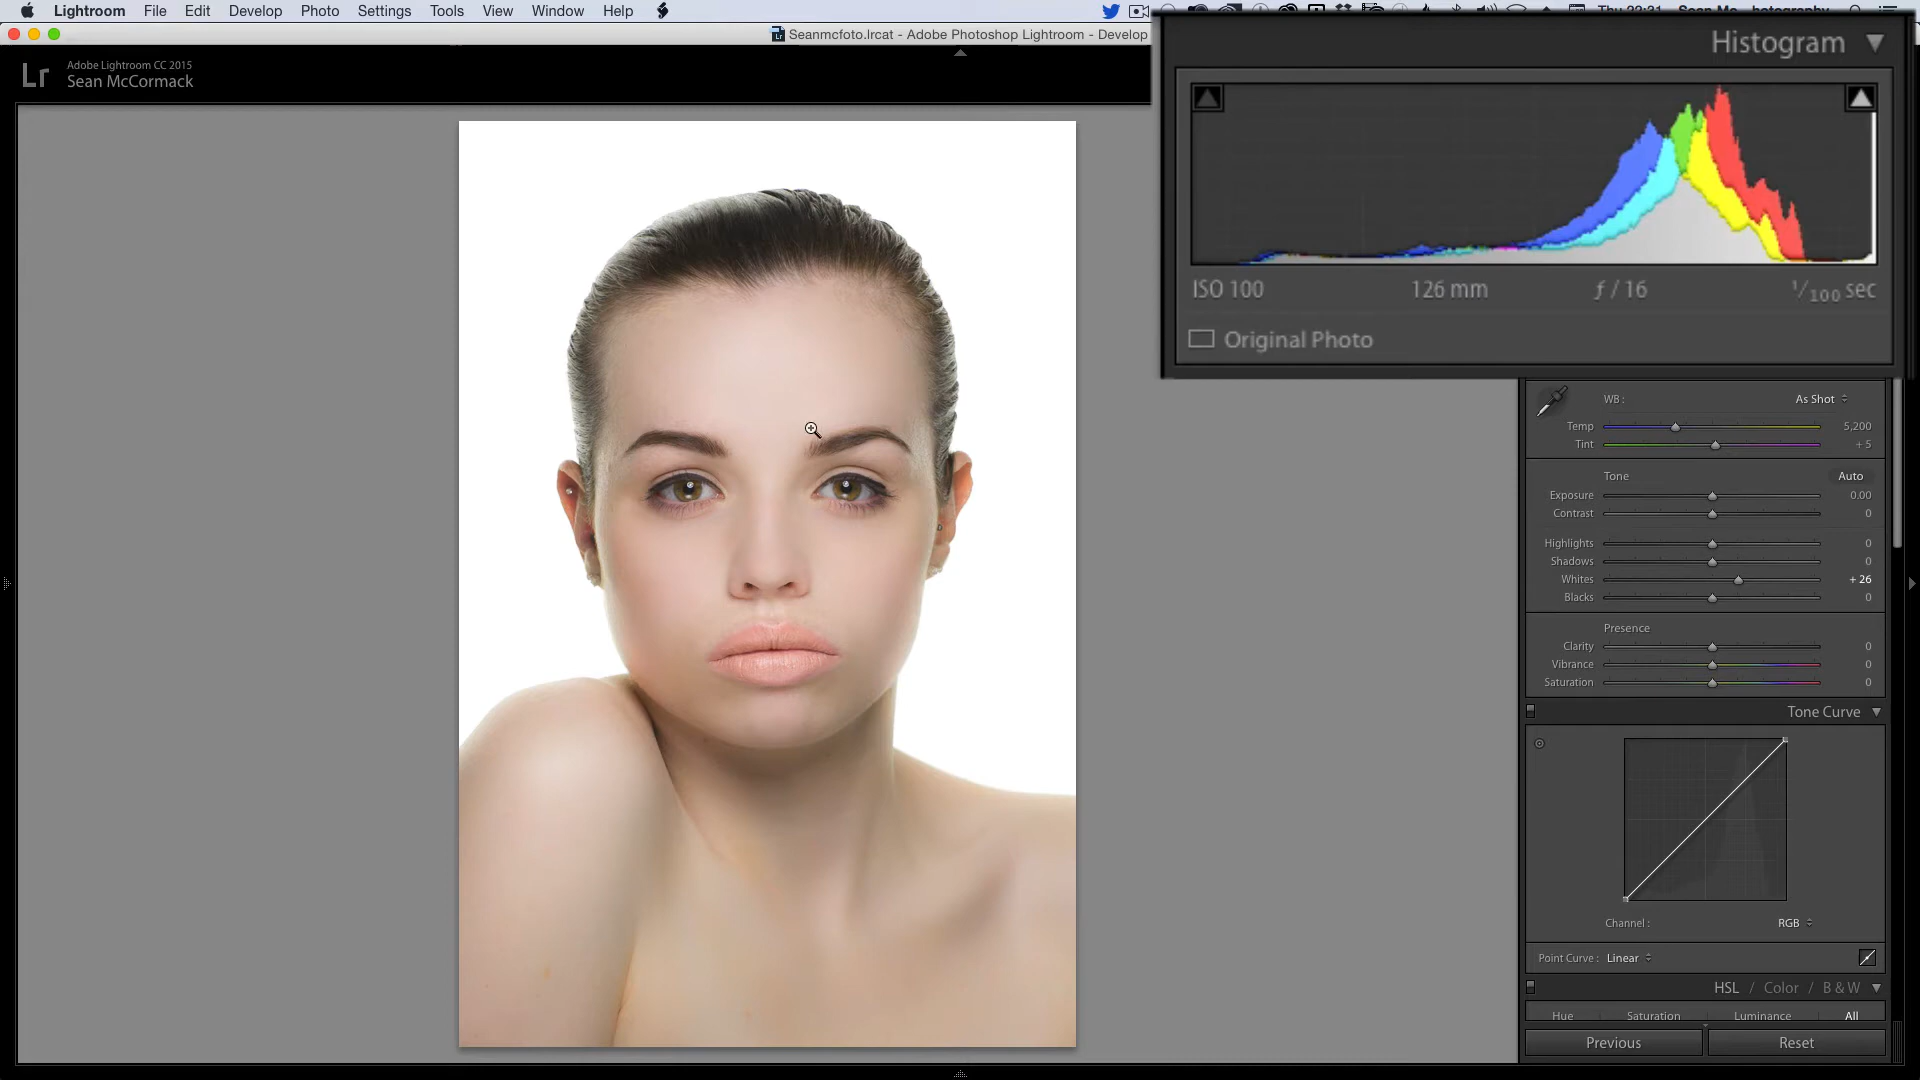 Lightroom File Edit Develop Photo Settings Tools View Window Help
Seanmcfoto.lrcat - Adobe Photoshop Lightroom - Develop
Lr Adobe Lightroom CC 2015
Sean McCormack
Histogram
ISO 100 126 mm ƒ / 16 1/100 sec
Original Photo
WB: As Shot
Temp 5,200
Tint + 5
Tone Auto
Exposure 0.00
Contrast 0
Highlights 0
Shadows 0
Whites + 26
Blacks 0
Presence
Clarity 0
Vibrance 0
Saturation 0
Tone Curve
Channel : RGB
Point Curve : Linear
HSL / Color / B & W
Hue Saturation Luminance All
Previous Reset